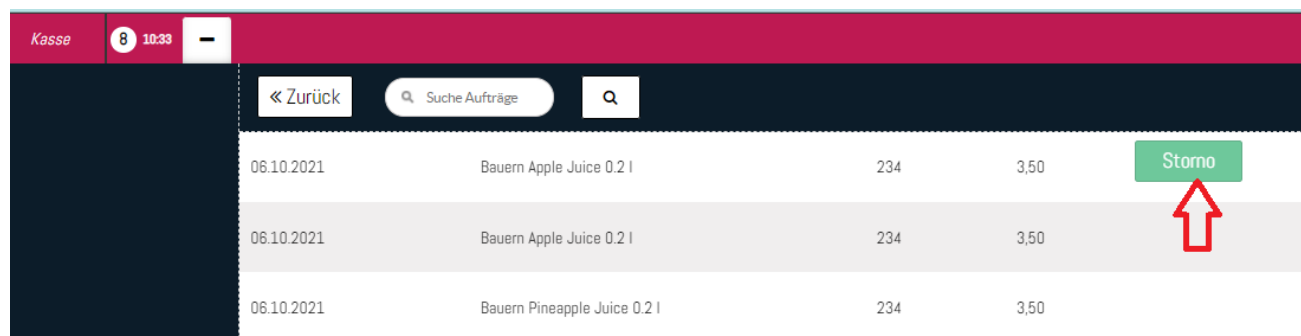 Kasse 8 10:33 –
« Zurück Suche Aufträge
06.10.2021 Bauern Apple Juice 0.2 l 234 3,50 Storno
06.10.2021 Bauern Apple Juice 0.2 l 234 3,50
06.10.2021 Bauern Pineapple Juice 0.2 l 234 3,50